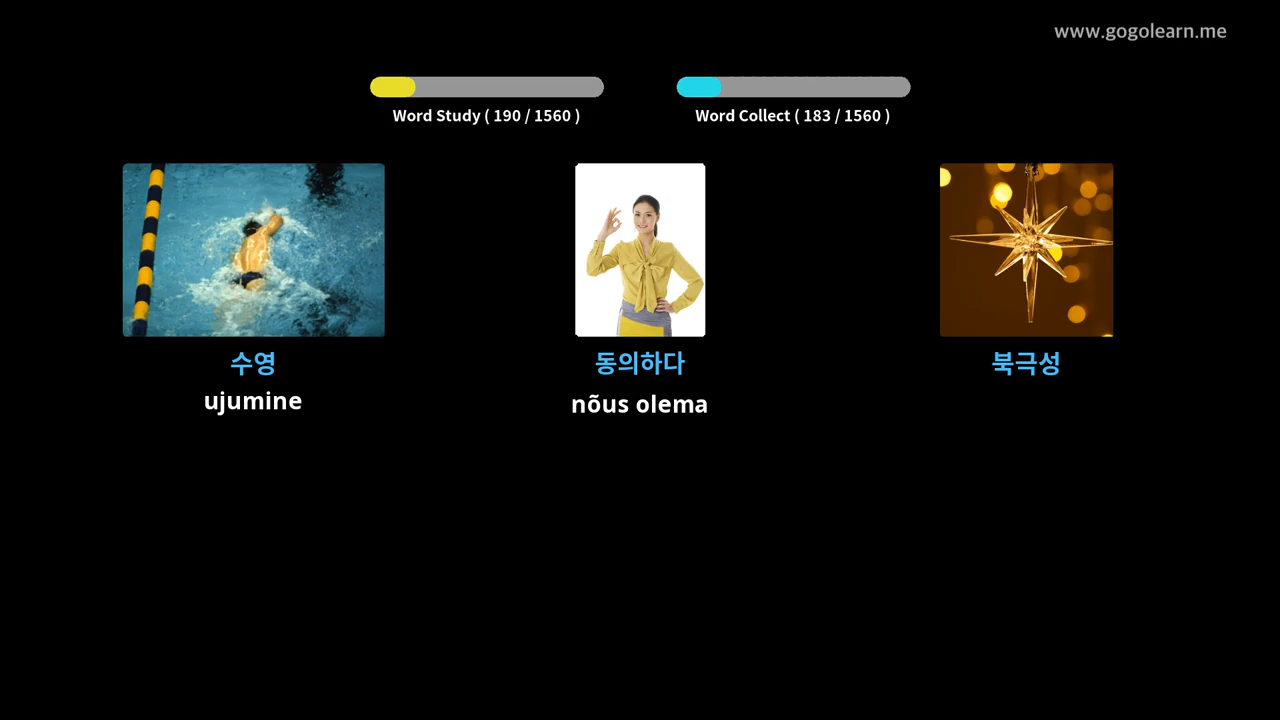 www.gogolearn.me
Word Study ( 190 / 1560 )
Word Collect ( 183 / 1560 )
수영
동의하다
북극성
ujumine
nõus olema